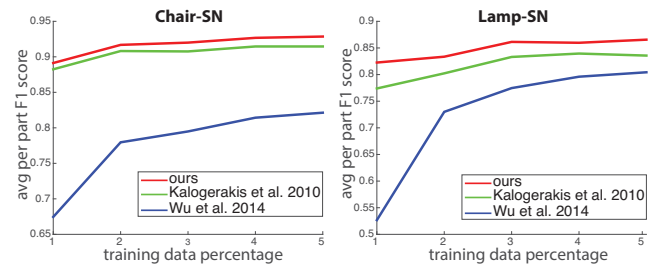 Chair-SN
avg per part F1 score
0.95
0.9
0.85
0.8
0.75
0.7
0.65
1 2 3 4 5
training data percentage
ours
Kalogerakis et al. 2010
Wu et al. 2014
Lamp-SN
avg per part F1 score
0.9
0.85
0.8
0.75
0.7
0.65
0.6
0.55
0.5
1 2 3 4 5
training data percentage
ours
Kalogerakis et al. 2010
Wu et al. 2014